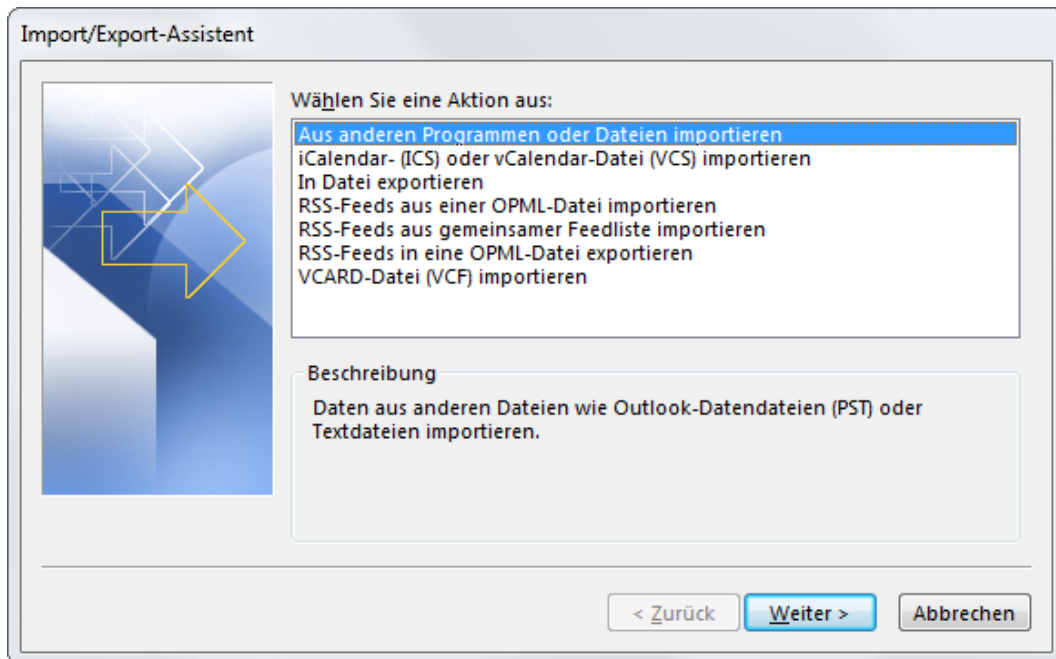 Import/Export-Assistent
Wählen Sie eine Aktion aus:
Aus anderen Programmen oder Dateien importieren
iCalendar- (ICS) oder vCalendar-Datei (VCS) importieren
In Datei exportieren
RSS-Feeds aus einer OPML-Datei importieren
RSS-Feeds aus gemeinsamer Feedliste importieren
RSS-Feeds in eine OPML-Datei exportieren
VCARD-Datei (VCF) importieren
Beschreibung
Daten aus anderen Dateien wie Outlook-Datendateien (PST) oder
Textdateien importieren.
< Zurück Weiter > Abbrechen